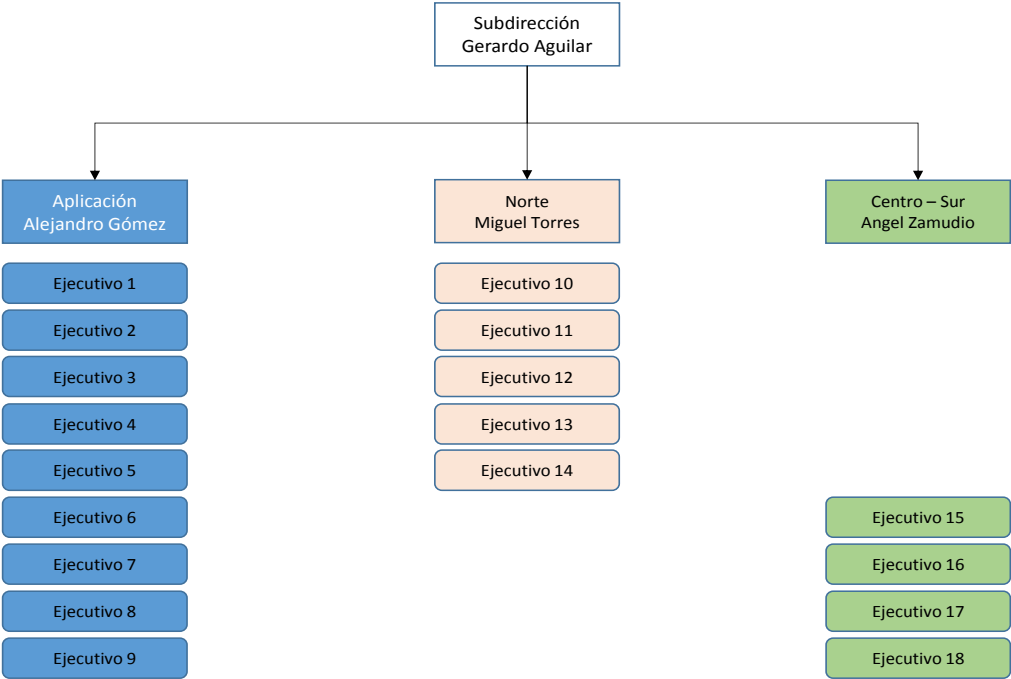 Subdirección
Gerardo Aguilar
Aplicación
Alejandro Gómez
Norte
Miguel Torres
Centro – Sur
Angel Zamudio
Ejecutivo 1
Ejecutivo 2
Ejecutivo 3
Ejecutivo 4
Ejecutivo 5
Ejecutivo 6
Ejecutivo 7
Ejecutivo 8
Ejecutivo 9
Ejecutivo 10
Ejecutivo 11
Ejecutivo 12
Ejecutivo 13
Ejecutivo 14
Ejecutivo 15
Ejecutivo 16
Ejecutivo 17
Ejecutivo 18